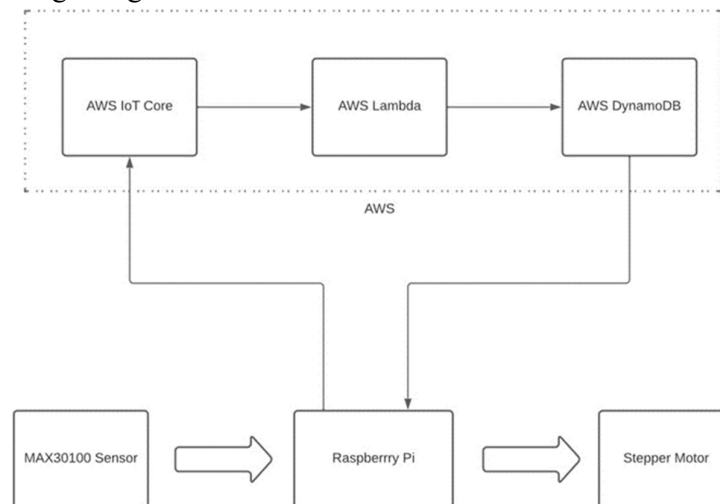 AWS IoT Core
AWS Lambda
AWS DynamoDB
AWS
MAX30100 Sensor
Raspberrry Pi
Stepper Motor